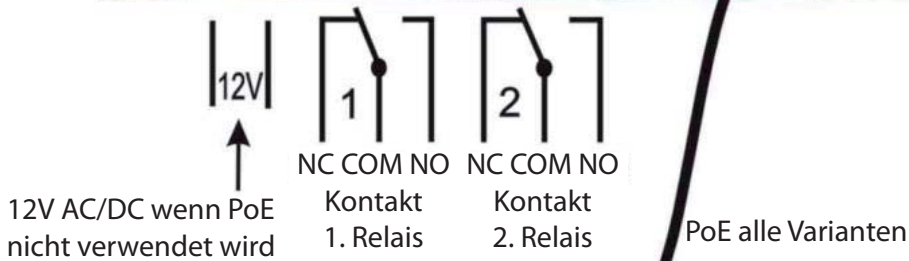 12V
1
2
NC COM NO NC COM NO
12V AC/DC wenn PoE
nicht verwendet wird
Kontakt
1. Relais
Kontakt
2. Relais
PoE alle Varianten